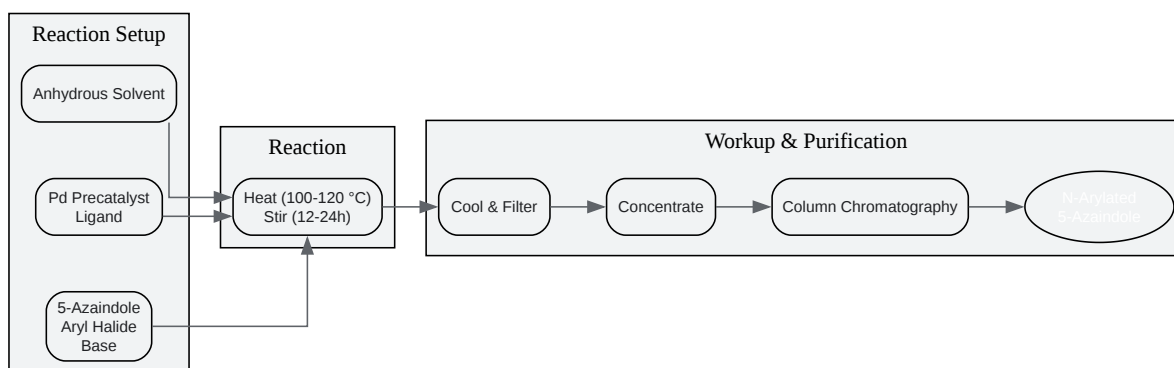 Reaction Setup
Anhydrous Solvent
Pd Precatalyst
Ligand
5-Azaindole
Aryl Halide
Base
Reaction
Heat (100-120 °C)
Stir (12-24h)
Workup & Purification
Cool & Filter
Concentrate
Column Chromatography
N-Arylated
5-Azaindole